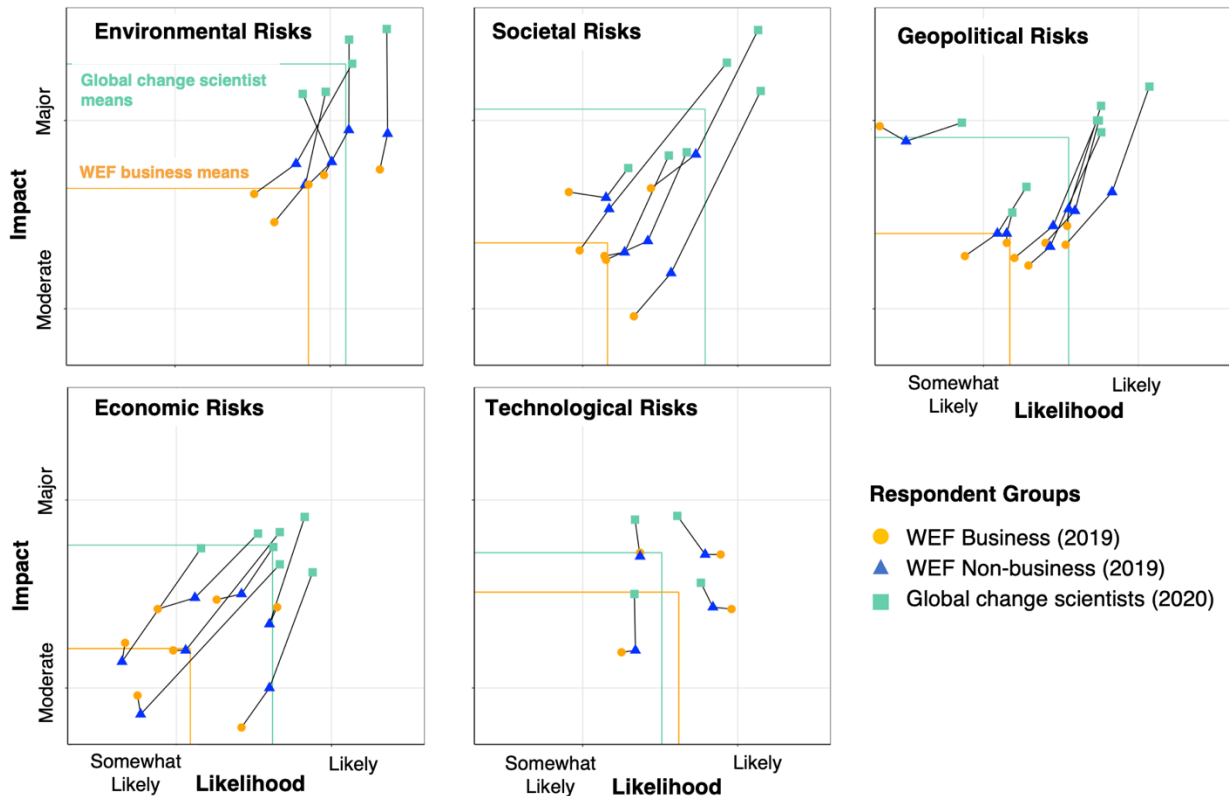 Environmental Risks
Global change scientist
means
WEF business means
Impact
Major
Moderate
Societal Risks
Geopolitical Risks
Somewhat
Likely
Likelihood
Likely
Economic Risks
Impact
Major
Moderate
Somewhat
Likely
Likelihood
Likely
Technological Risks
Somewhat
Likely
Likelihood
Likely
Respondent Groups
WEF Business (2019)
WEF Non-business (2019)
Global change scientists (2020)